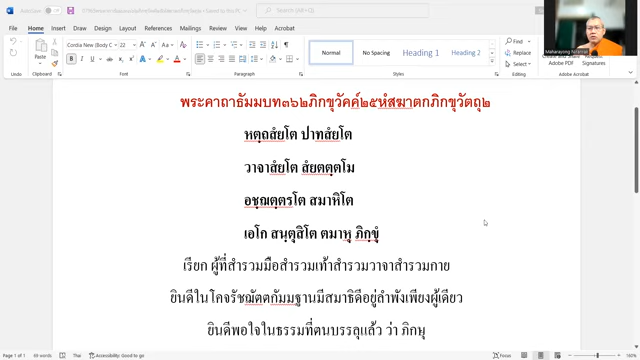 Home Insert Draw Design Layout References Mailings Review View Help Acrobat
Paste
Cordia New (Body C
22
Normal
No Spacing
Heading 1
Heading 2
Find
Replace
Select
Font
Paragraph
Styles
Editing
Adobe Acrobat
พระคาถาธัมมบท๓๖๒ภิกขุวัคค์๒๕หํสฆาตกภิกขุวัตถุ๒
หตฺถสํยโต ปาทสํยโต
วาจาสํยโต สํยตตฺตโม
อชฺฌตฺตรโต สมาหิโต
เอโก สนฺตุสิโต ตมาหุ ภิกฺขุํ
เรียก ผู้ที่สำรวมมือสำรวมเท้าสำรวมวาจาสำรวมกาย
ยินดีในโคจรัชฌัตตกัมมฐานมีสมาธิดีอยู่ลำพังเพียงผู้เดียว
ยินดีพอใจในธรรมที่ตนบรรลุแล้ว ว่า ภิกษุ
Page 1 of 1 69 words Thai Accessibility: Good to go
Focus